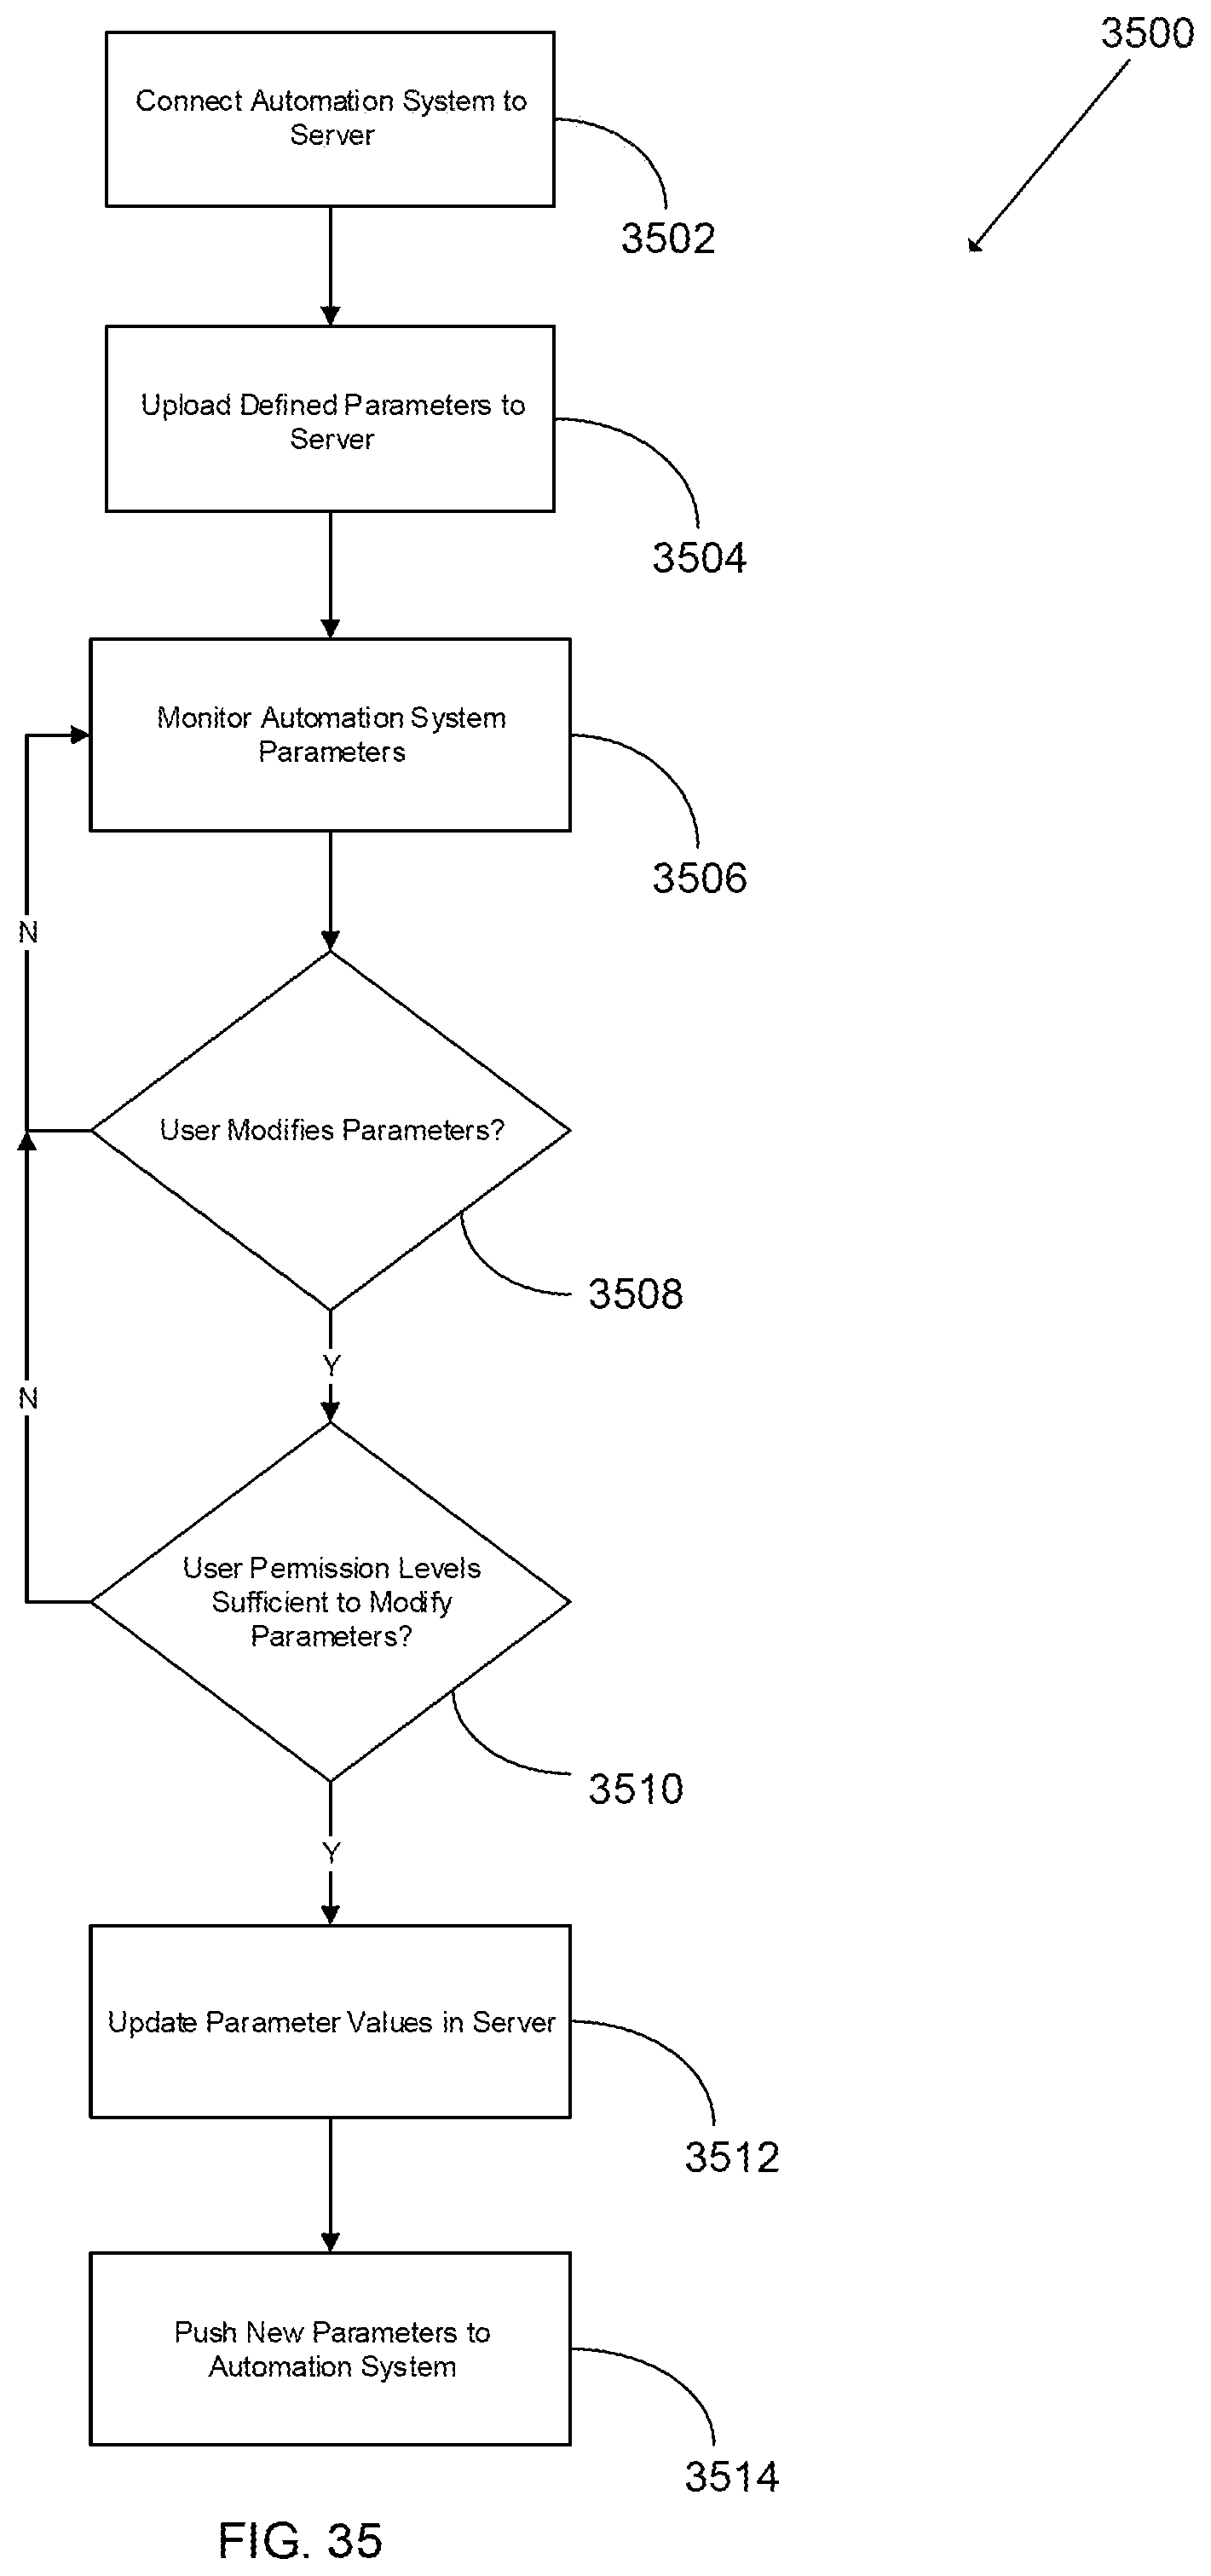 3500
Connect Automation System to
Server
3502
Upload Defined Parameters to
Server
3504
Monitor Automation System
Parameters
3506
N
User Modifies Parameters?
3508
Y
N
User Permission Levels
Sufficient to Modify
Parameters?
3510
Y
Update Parameter Values in Server
3512
Push New Parameters to
Automation System
3514
FIG. 35